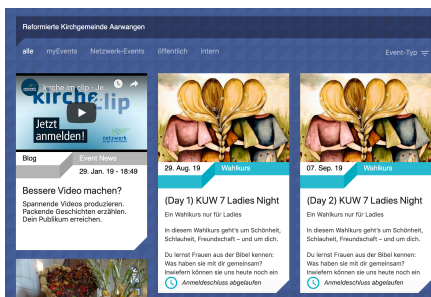 Reformierte Kirchgemeinde Aarwangen
alle myEvents Netzwerk-Events öffentlich intern
Event-Typ
kirche im clip - Je...
kirche
clip
Jetzt
anmelden!
netzwerk
Blog Event News
29. Jan. 19 - 18:49
Bessere Video machen?
Spannende Videos produzieren.
Packende Geschichten erzählen.
Dein Publikum erreichen.
29. Aug. 19 Wahlkurs
(Day 1) KUW 7 Ladies Night
Ein Wahlkurs nur für Ladies
In diesem Wahlkurs geht's um Schönheit,
Schlauheit, Freundschaft – und um dich.
Du lernst Frauen aus der Bibel kennen:
Was haben sie mit dir gemeinsam?
Inwiefern können sie uns heute noch ein
Anmeldeschluss abgelaufen
07. Sep. 19 Wahlkurs
(Day 2) KUW 7 Ladies Night
Ein Wahlkurs nur für Ladies
In diesem Wahlkurs geht's um Schönheit,
Schlauheit, Freundschaft – und um dich.
Du lernst Frauen aus der Bibel kennen:
Was haben sie mit dir gemeinsam?
Inwiefern können sie uns heute noch ein
Anmeldeschluss abgelaufen